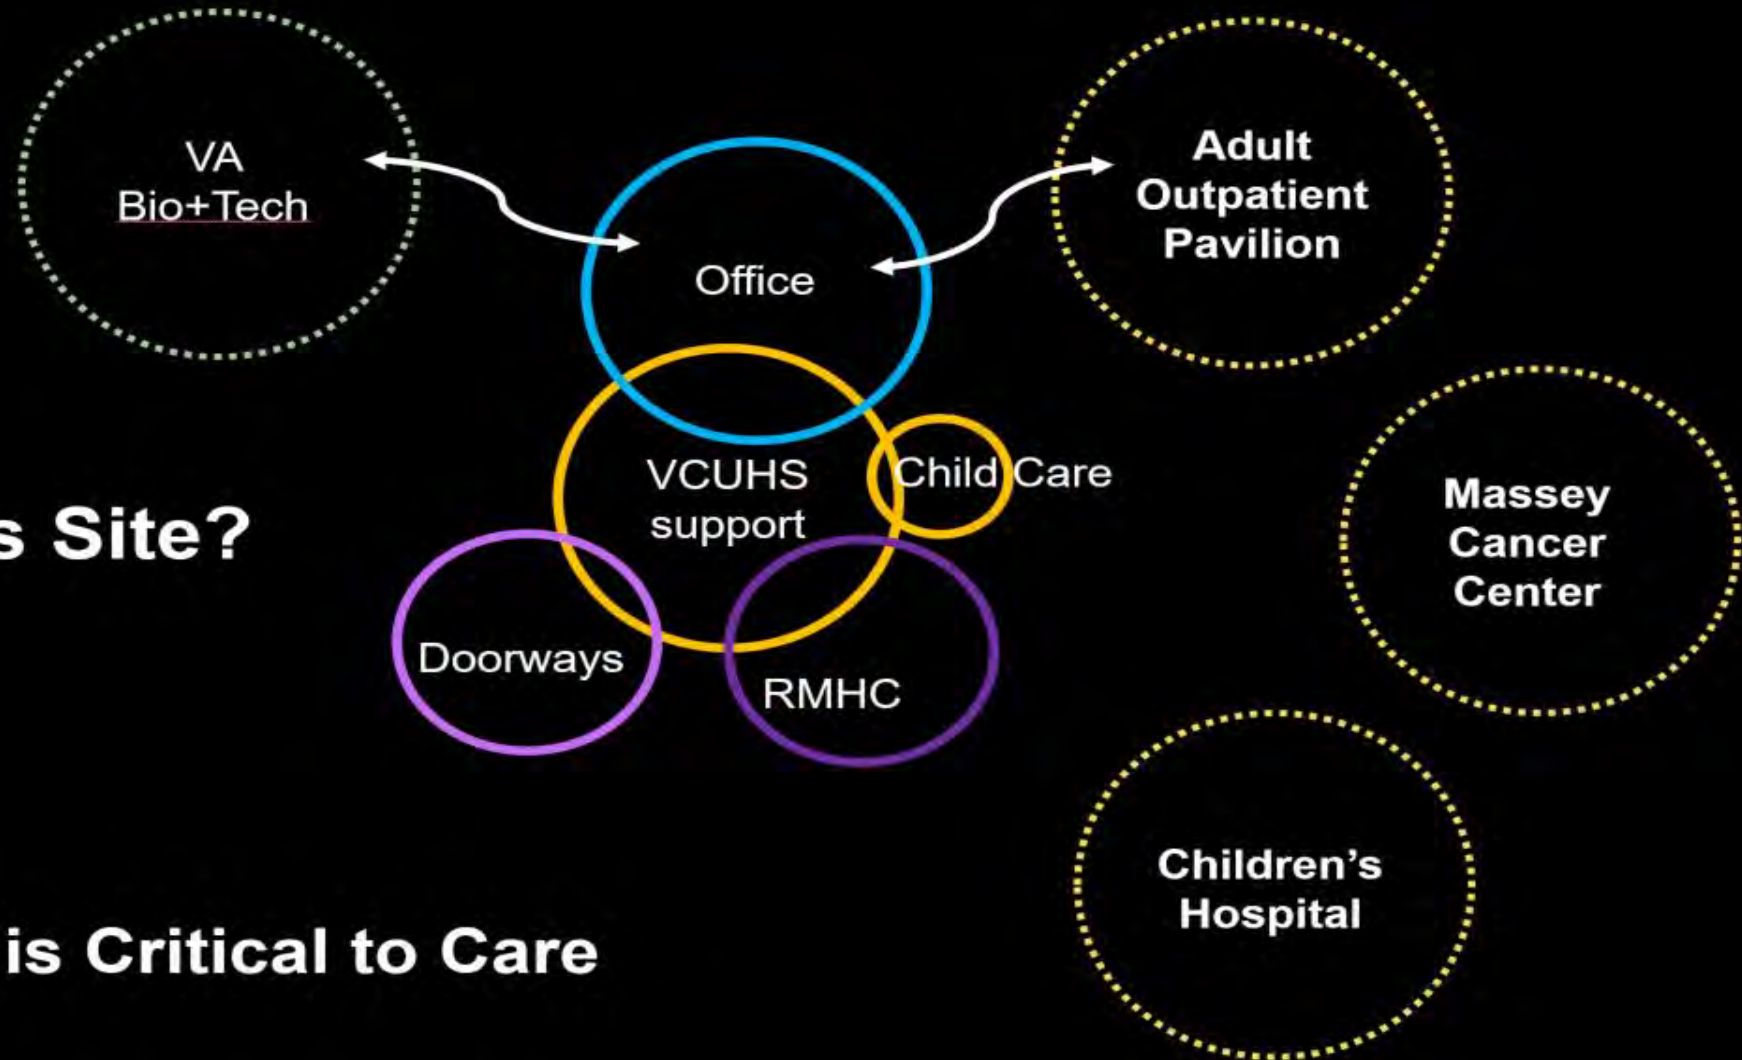 VA
Bio+Tech
Adult
Outpatient
Pavilion
Office
VCUHS
support
Child Care
s Site?
Massey
Cancer
Center
Doorways
RMHC
Children’s
Hospital
is Critical to Care